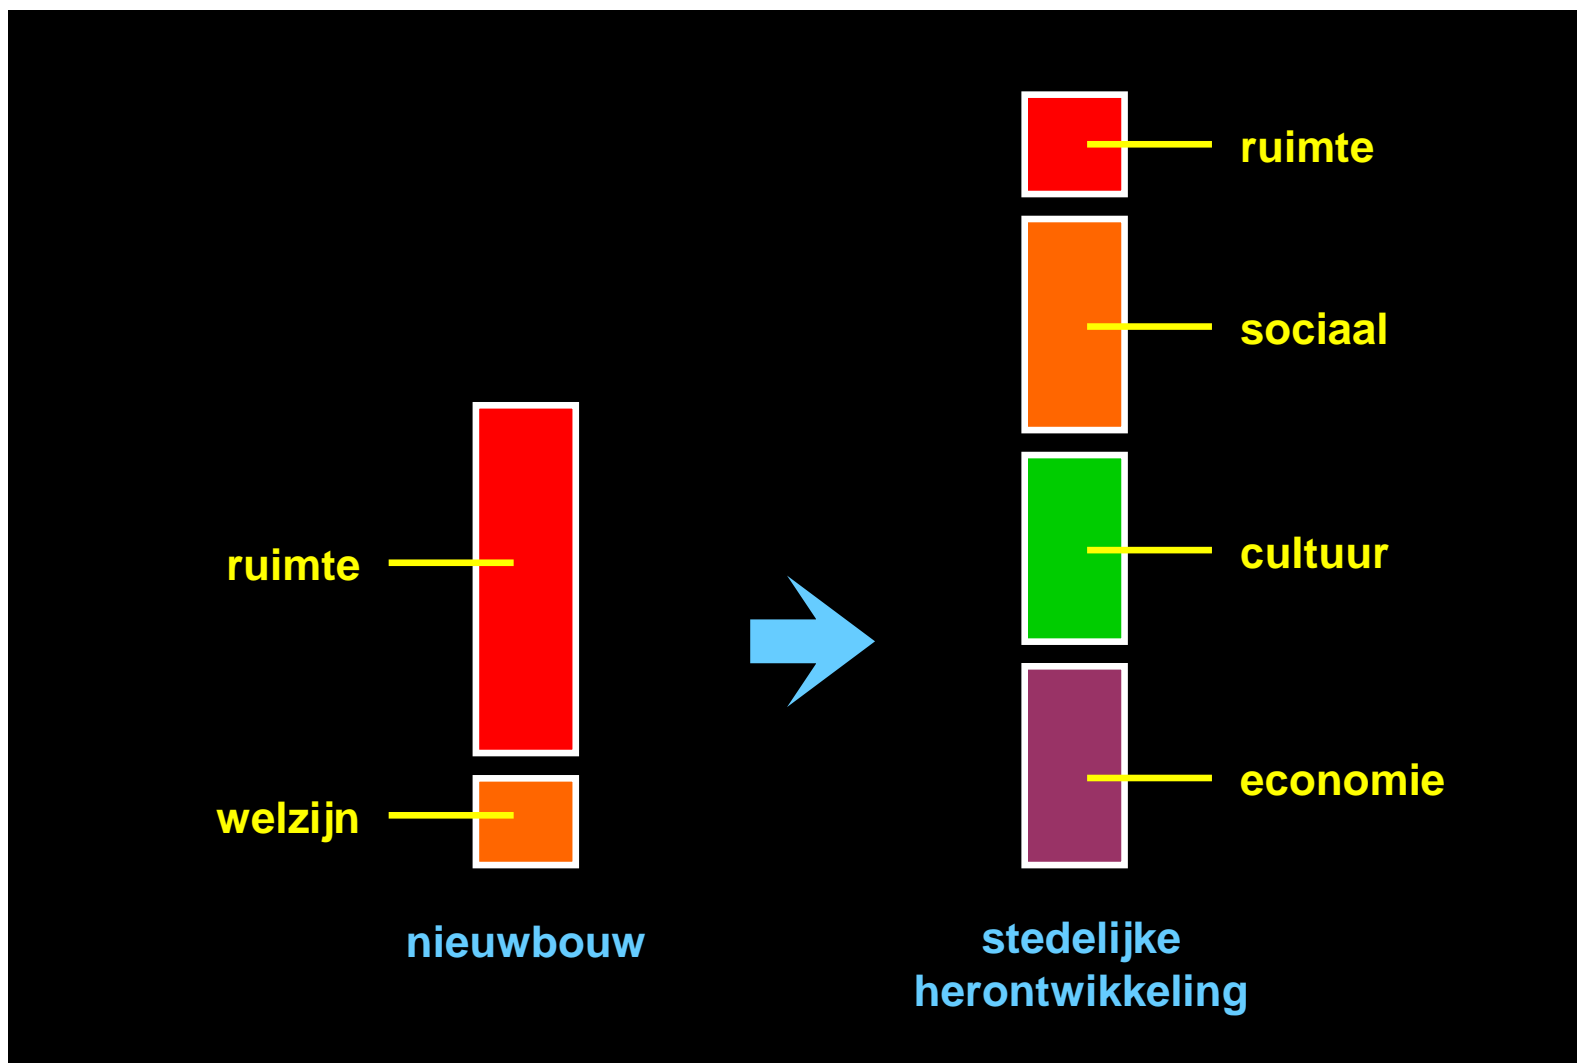 ruimte
welzijn
nieuwbouw
ruimte
sociaal
cultuur
economie
stedelijke
herontwikkeling